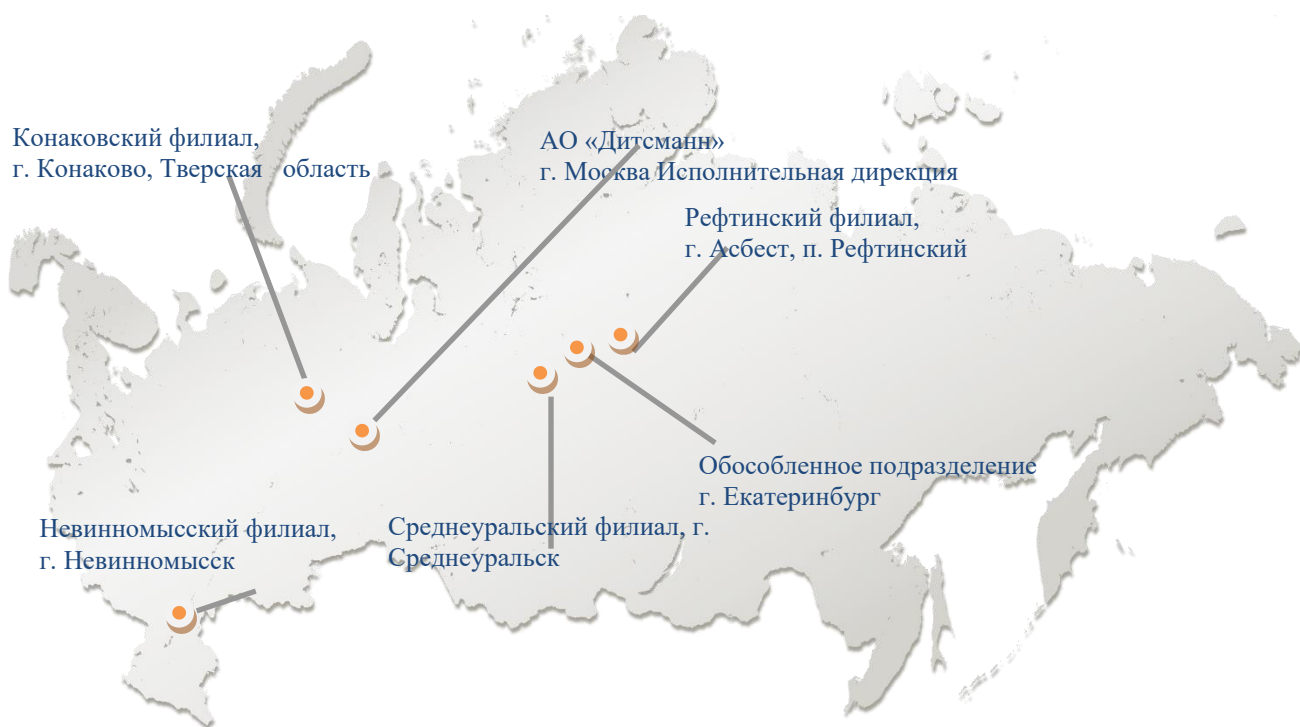 Конаковский филиал,
г. Конаково, Тверская область
АО «Дитсманн»
г. Москва Исполнительная дирекция
Рефтинский филиал,
г. Асбест, п. Рефтинский
Обособленное подразделение
г. Екатеринбург
Невинномысский филиал,
г. Невинномысск
Среднеуральский филиал, г.
Среднеуральск